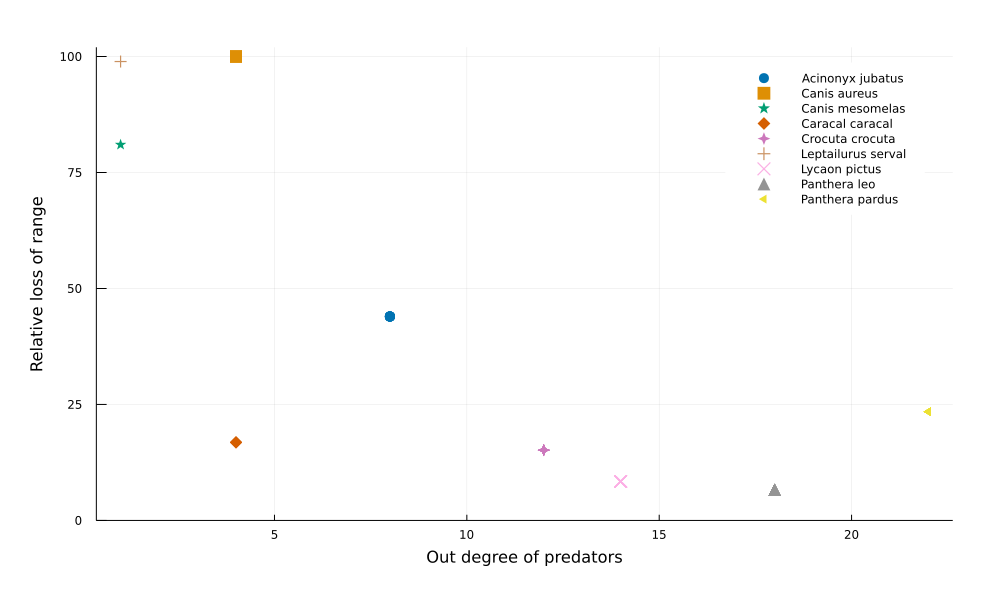 Relative loss of range
100
75
50
25
0
5
10
15
20
Out degree of predators
Acinonyx jubatus
Canis aureus
Canis mesomelas
Caracal caracal
Crocuta crocuta
Leptailurus serval
Lycaon pictus
Panthera leo
Panthera pardus